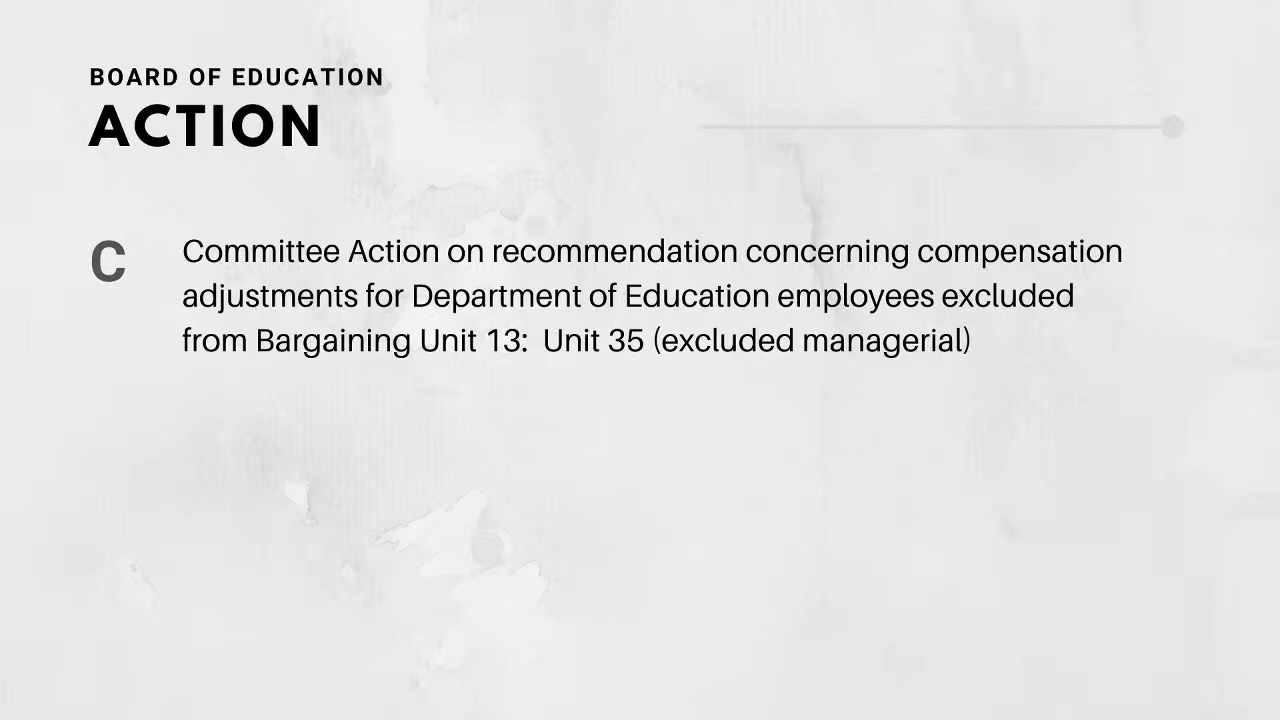 BOARD OF EDUCATION
ACTION
C
Committee Action on recommendation concerning compensation
adjustments for Department of Education employees excluded
from Bargaining Unit 13:  Unit 35 (excluded managerial)